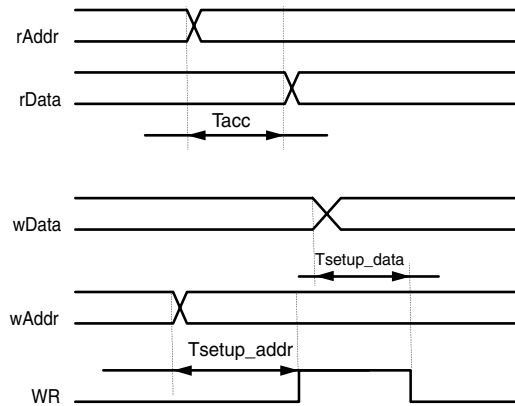 rAddr
rData
Tacc
wData
Tsetup_data
wAddr
Tsetup_addr
WR